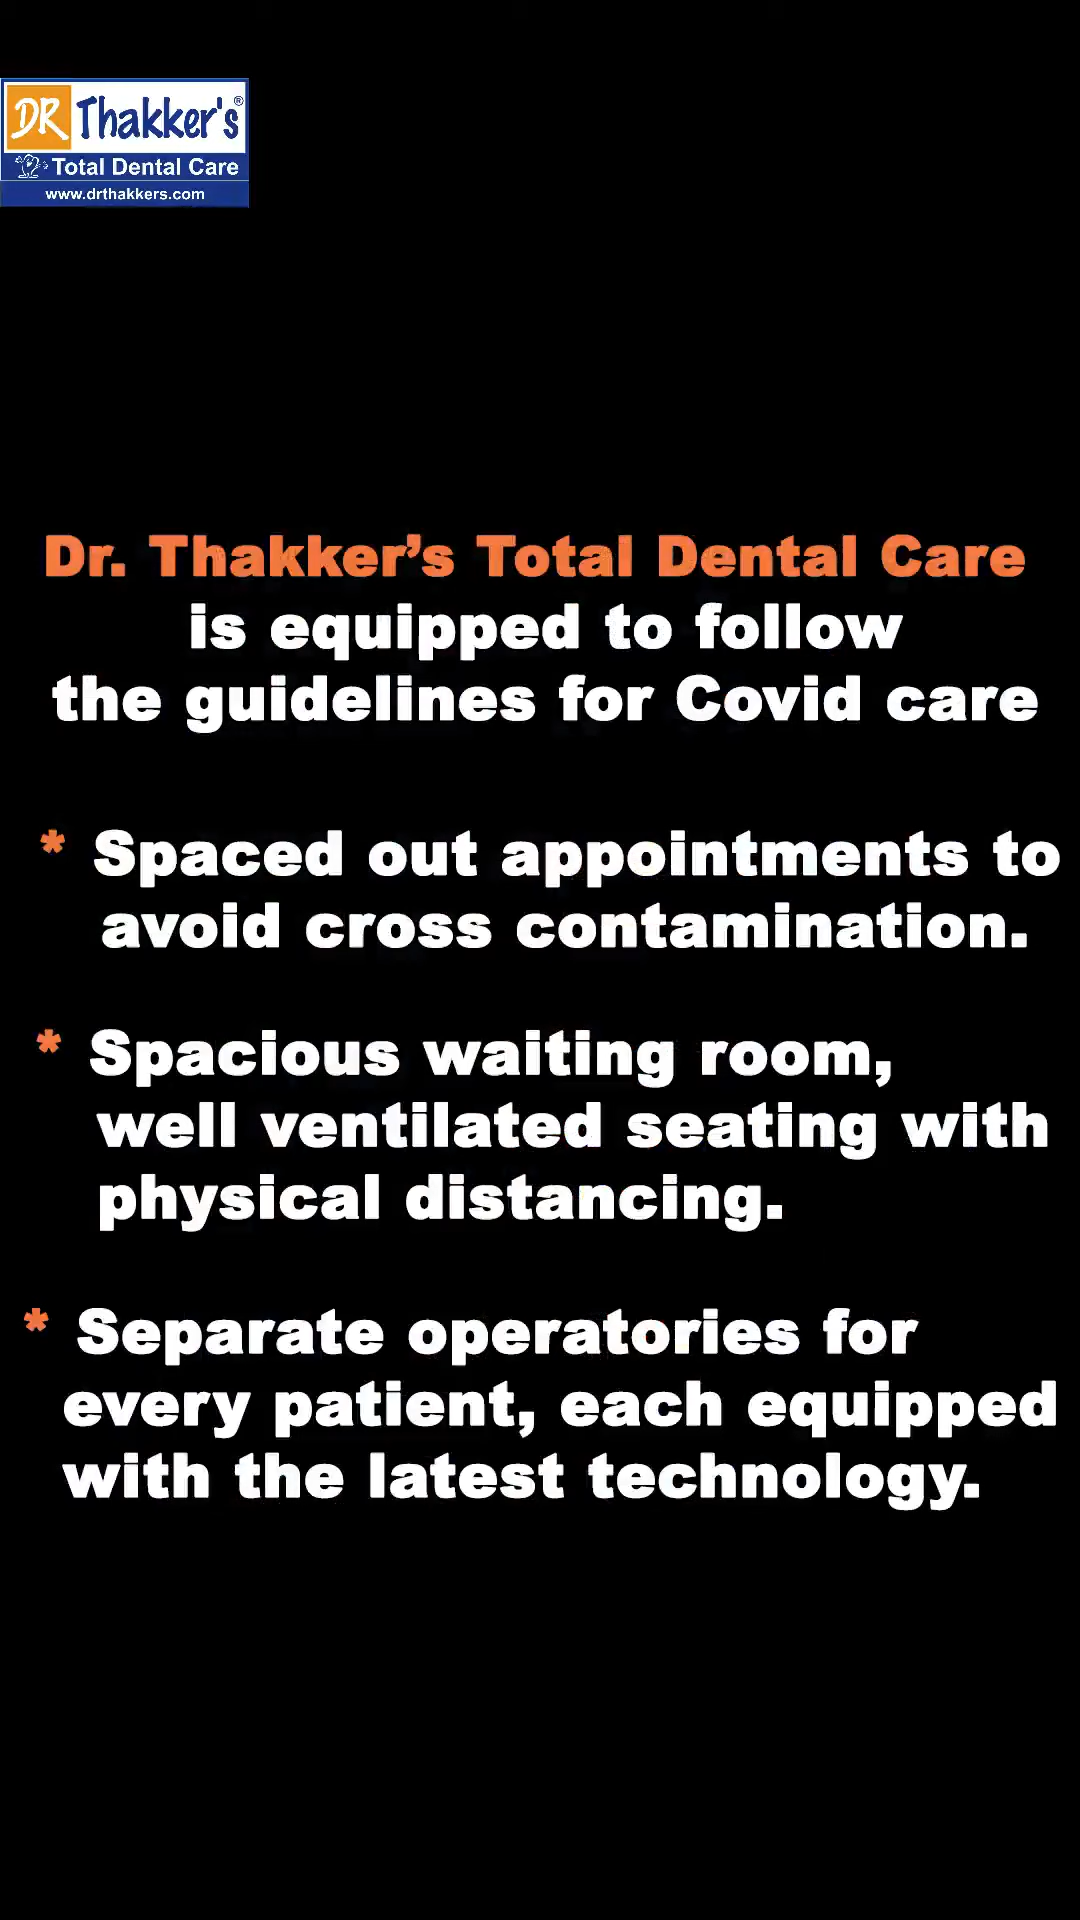 DR Thakker's®
Total Dental Care
www.drthakkers.com
Dr. Thakker’s Total Dental Care
is equipped to follow
the guidelines for Covid care
* Spaced out appointments to
avoid cross contamination.
* Spacious waiting room,
well ventilated seating with
physical distancing.
* Separate operatories for
every patient, each equipped
with the latest technology.